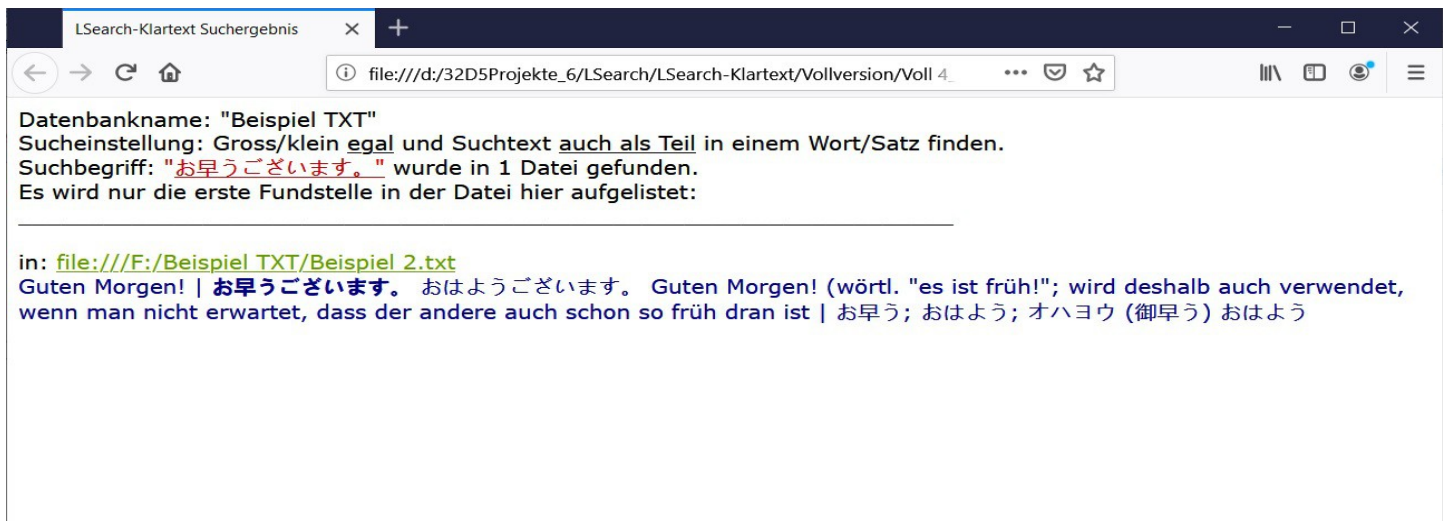 LSearch-Klartext Suchergebnis
file:///d:/32D5Projekte_6/LSearch/LSearch-Klartext/Vollversion/Voll 4_
Datenbankname: "Beispiel TXT"
Sucheinstellung: Gross/klein egal und Suchtext auch als Teil in einem Wort/Satz finden.
Suchbegriff: "お早うございます。" wurde in 1 Datei gefunden.
Es wird nur die erste Fundstelle in der Datei hier aufgelistet:
in: file:///F:/Beispiel TXT/Beispiel 2.txt
Guten Morgen! | お早うございます。 おはようございます。 Guten Morgen! (wörtl. "es ist früh!"; wird deshalb auch verwendet,
wenn man nicht erwartet, dass der andere auch schon so früh dran ist | お早う; おはよう; オハヨウ (御早う) おはよう